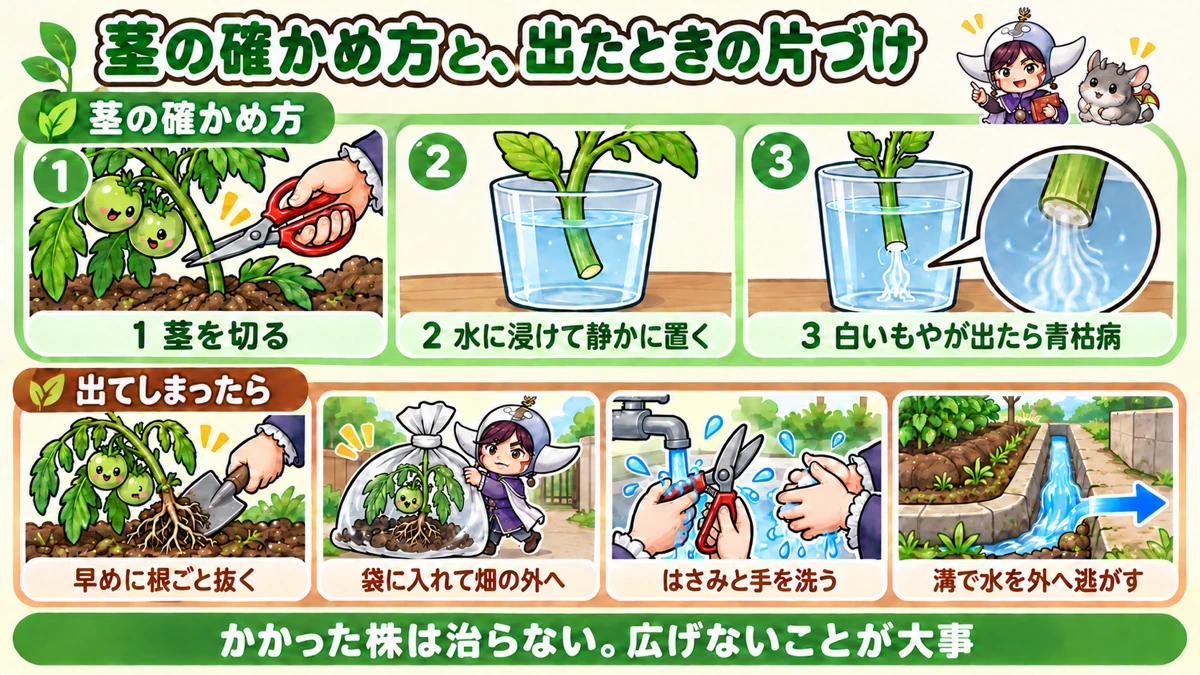 茎の確かめ方と、出たときの片づけ
茎の確かめ方
1
2
3
1 茎を切る
2 水に浸けて静かに置く
3 白いもやが出たら青枯病
出てしまったら
早めに根ごと抜く
袋に入れて畑の外へ
はさみと手を洗う
溝で水を外へ逃がす
かかった株は治らない。広げないことが大事